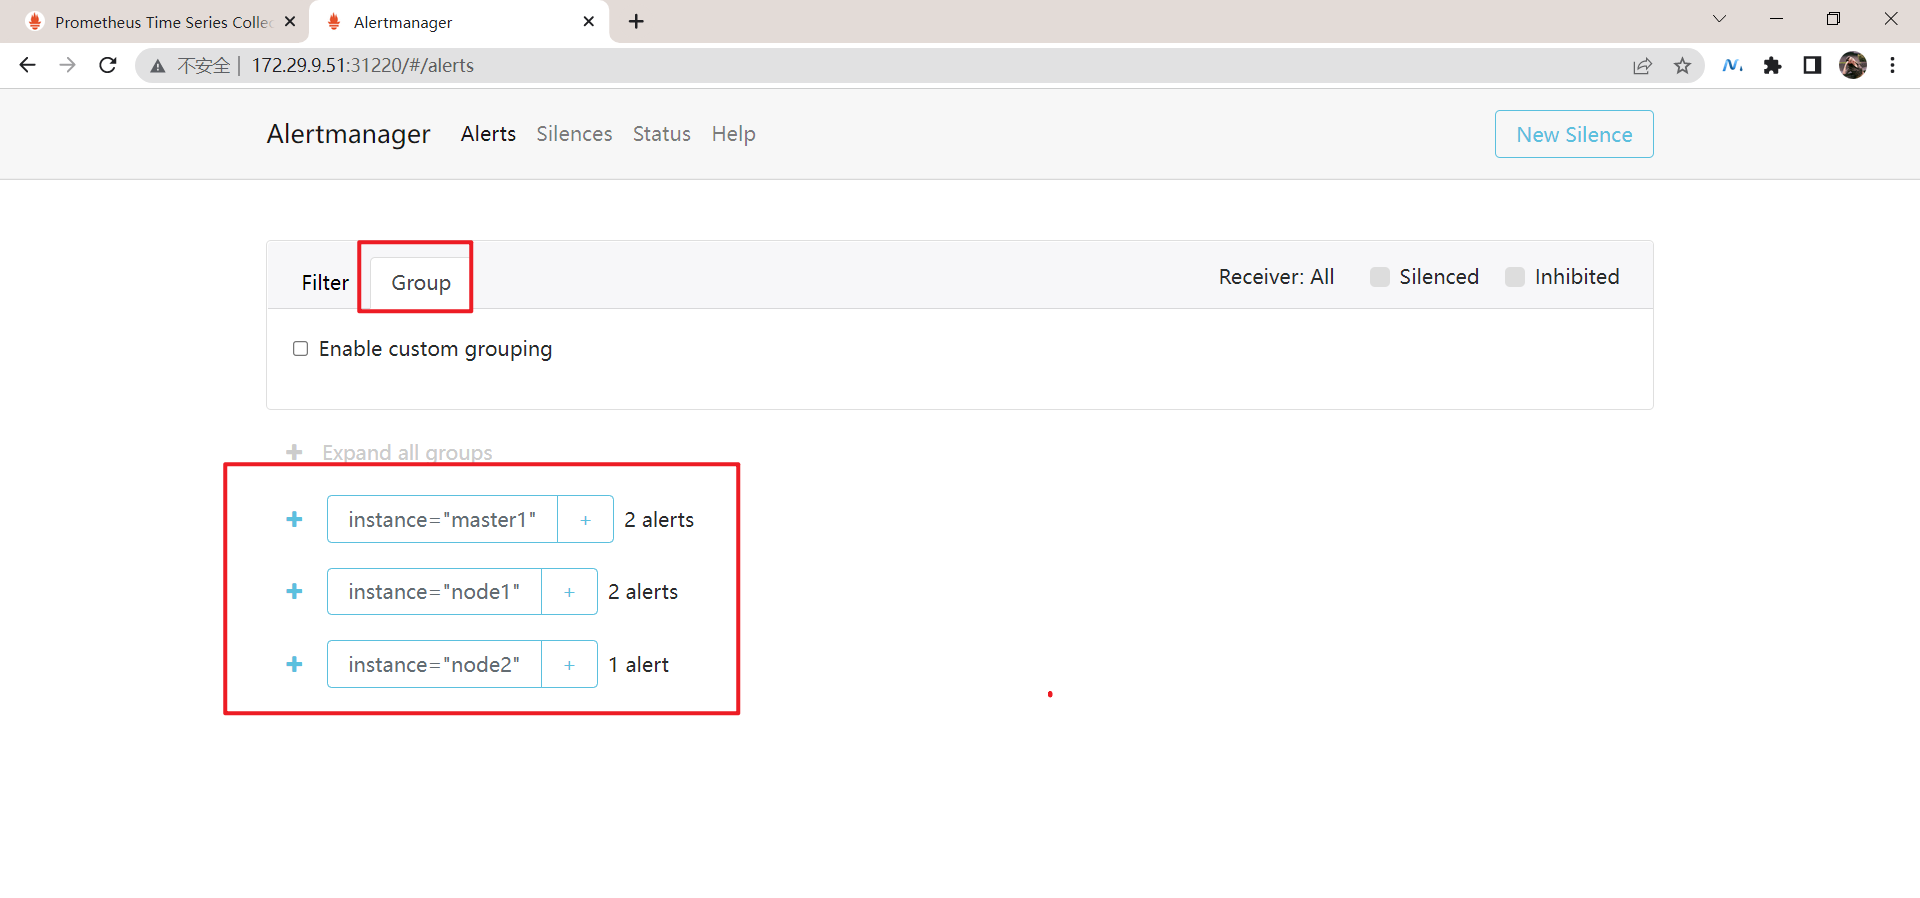 Prometheus Time Series Collec
Alertmanager
不安全 | 172.29.9.51:31220/#/alerts
Alertmanager Alerts Silences Status Help New Silence
Filter Group Receiver: All Silenced Inhibited
Enable custom grouping
+ Expand all groups
+ instance="master1" + 2 alerts
+ instance="node1" + 2 alerts
+ instance="node2" + 1 alert